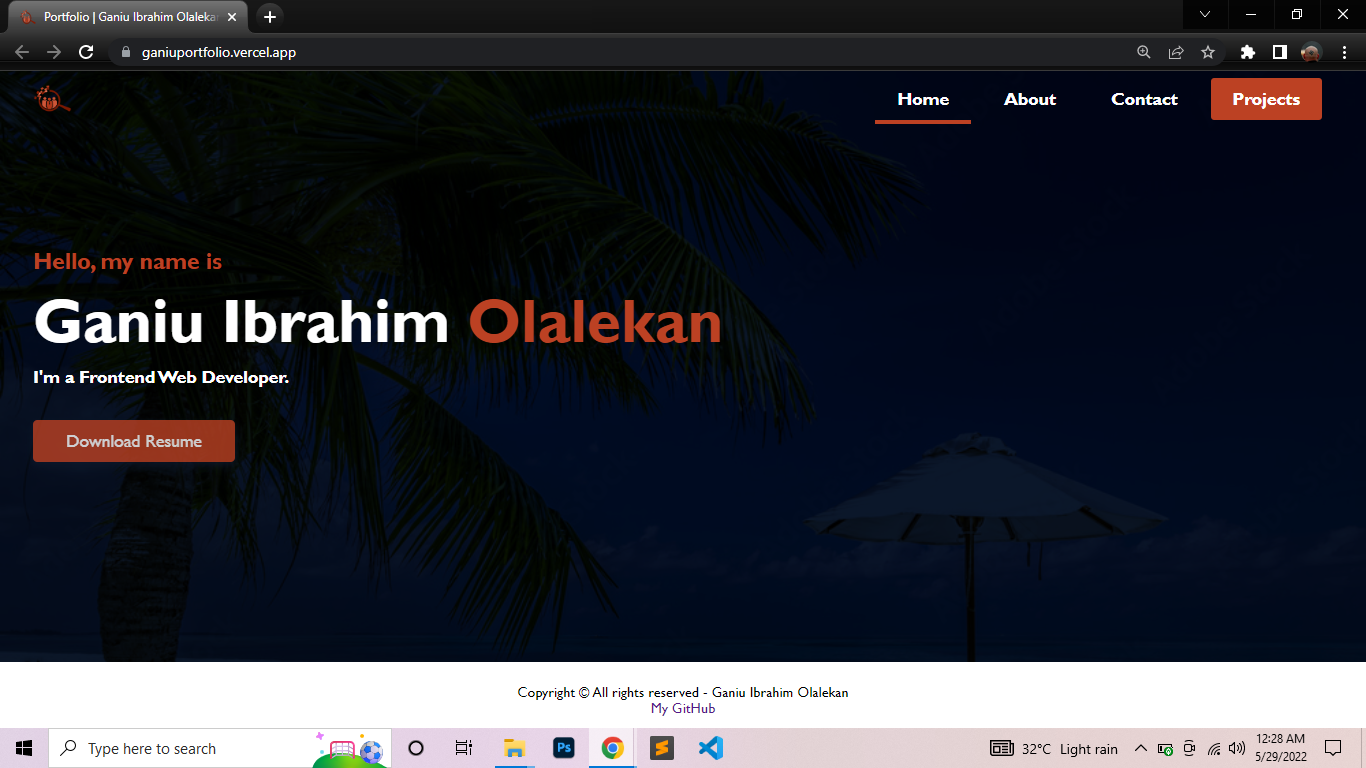 Portfolio | Ganiu Ibrahim Olaleka
ganiuportfolio.vercel.app
Home About Contact Projects
Hello, my name is
Ganiu Ibrahim Olalekan
I'm a Frontend Web Developer.
Download Resume
Copyright © All rights reserved - Ganiu Ibrahim Olalekan
My GitHub
Type here to search
Ps
32°C Light rain
12:28 AM
5/29/2022